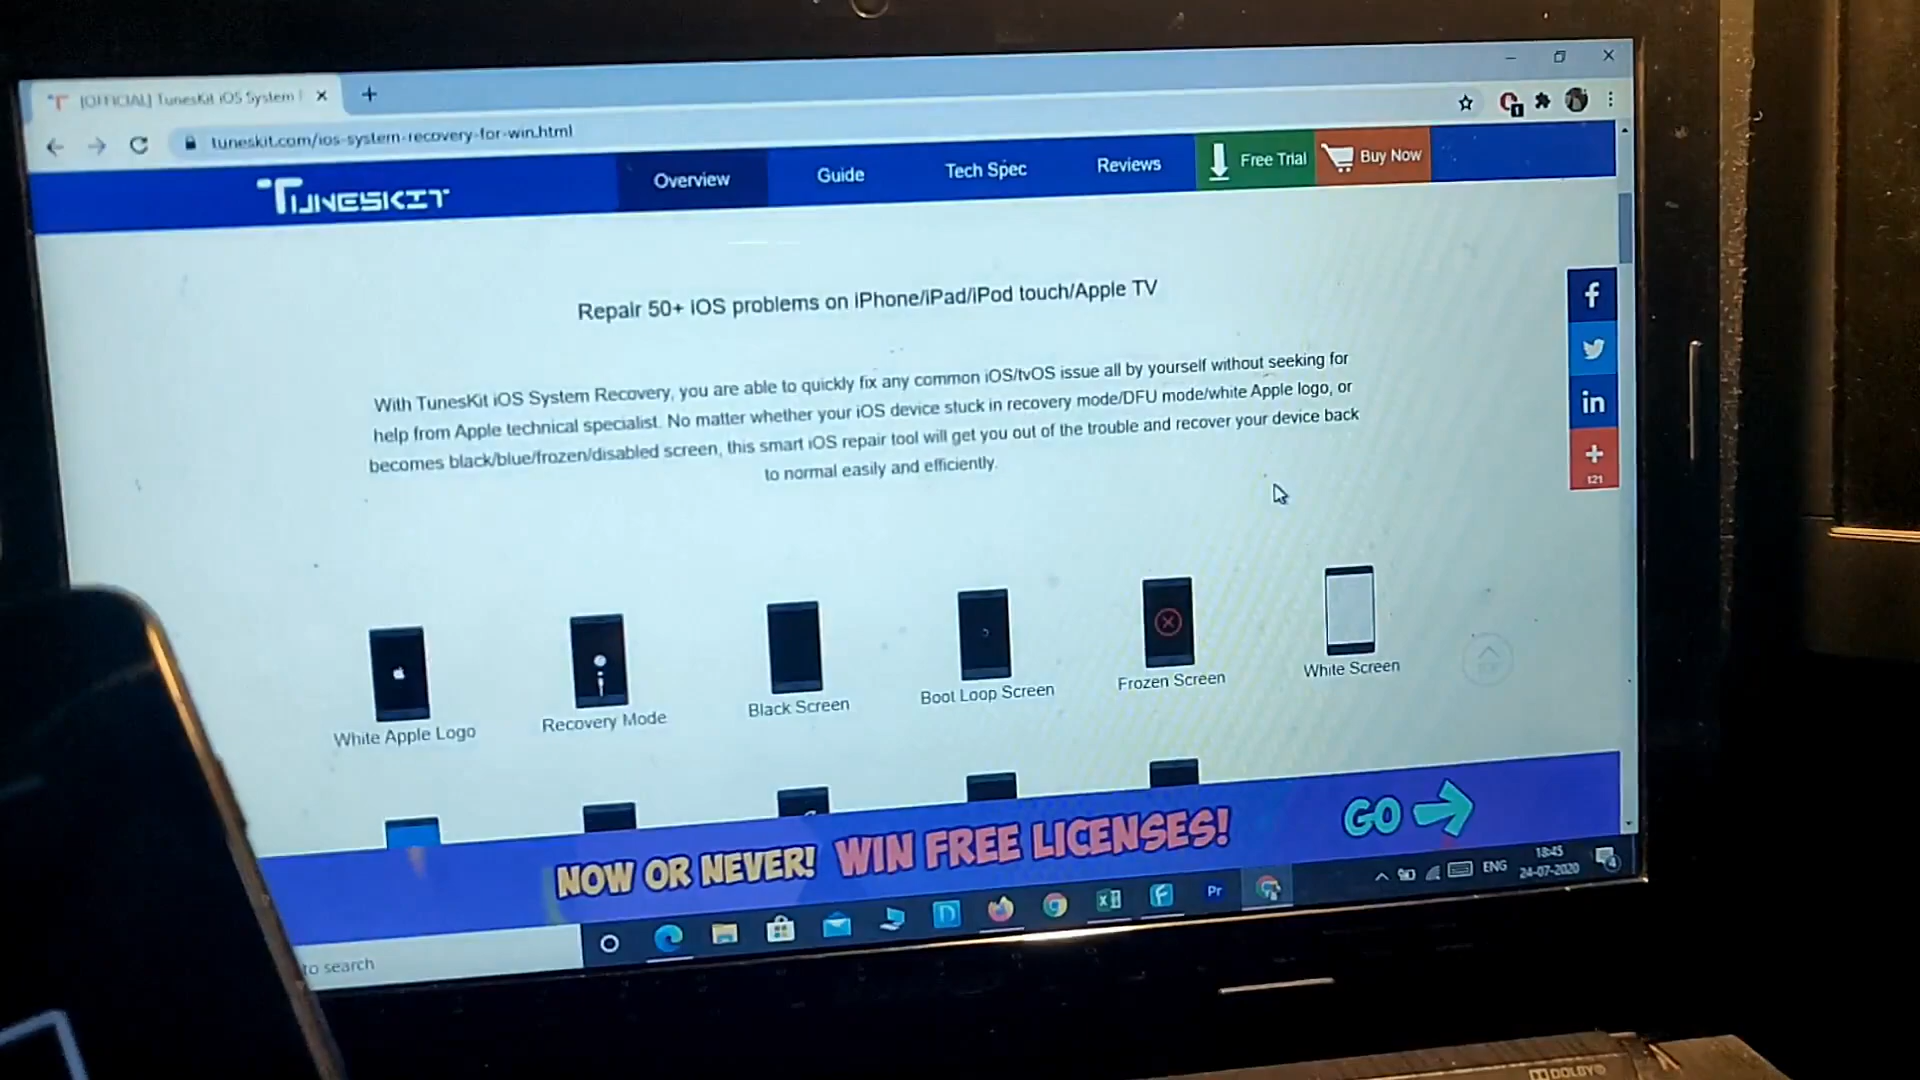 [OFFICIAL] TunesKit iOS System
tuneskit.com/ios-system-recovery-for-win.html
TUNESKIT
Overview
Guide
Tech Spec
Reviews
Free Trial
Buy Now
Repair 50+ iOS problems on iPhone/iPad/iPod touch/Apple TV
With TunesKit iOS System Recovery, you are able to quickly fix any common iOS/tvOS issue all by yourself without seeking for
help from Apple technical specialist. No matter whether your iOS device stuck in recovery mode/DFU mode/white Apple logo, or
becomes black/blue/frozen/disabled screen, this smart iOS repair tool will get you out of the trouble and recover your device back
to normal easily and efficiently.
121
White Apple Logo
Recovery Mode
Black Screen
Boot Loop Screen
Frozen Screen
White Screen
TOP
NOW OR NEVER! WIN FREE LICENSES!
GO
to search
Pr
ENG
18:45
24-07-2020
4
DOLBY